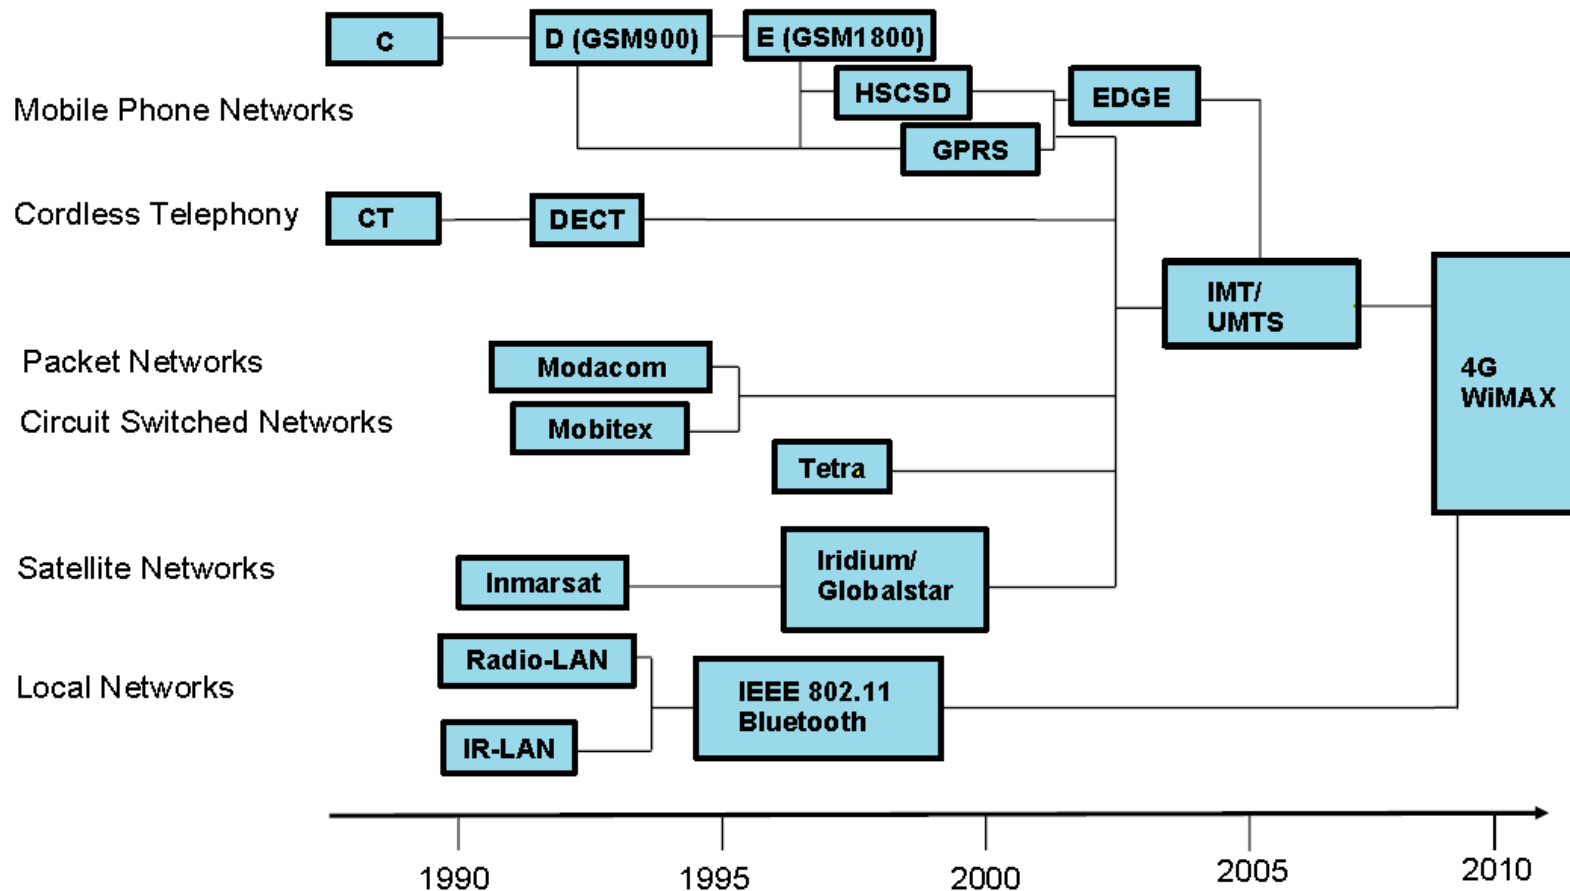 C
D (GSM900)
E (GSM1800)
HSCSD
EDGE
Mobile Phone Networks
GPRS
Cordless Telephony
CT
DECT
IMT/
UMTS
Packet Networks
Modacom
4G
WiMAX
Circuit Switched Networks
Mobitex
Tetra
Satellite Networks
Inmarsat
Iridium/
Globalstar
Radio-LAN
Local Networks
IEEE 802.11
Bluetooth
IR-LAN
1990
1995
2000
2005
2010